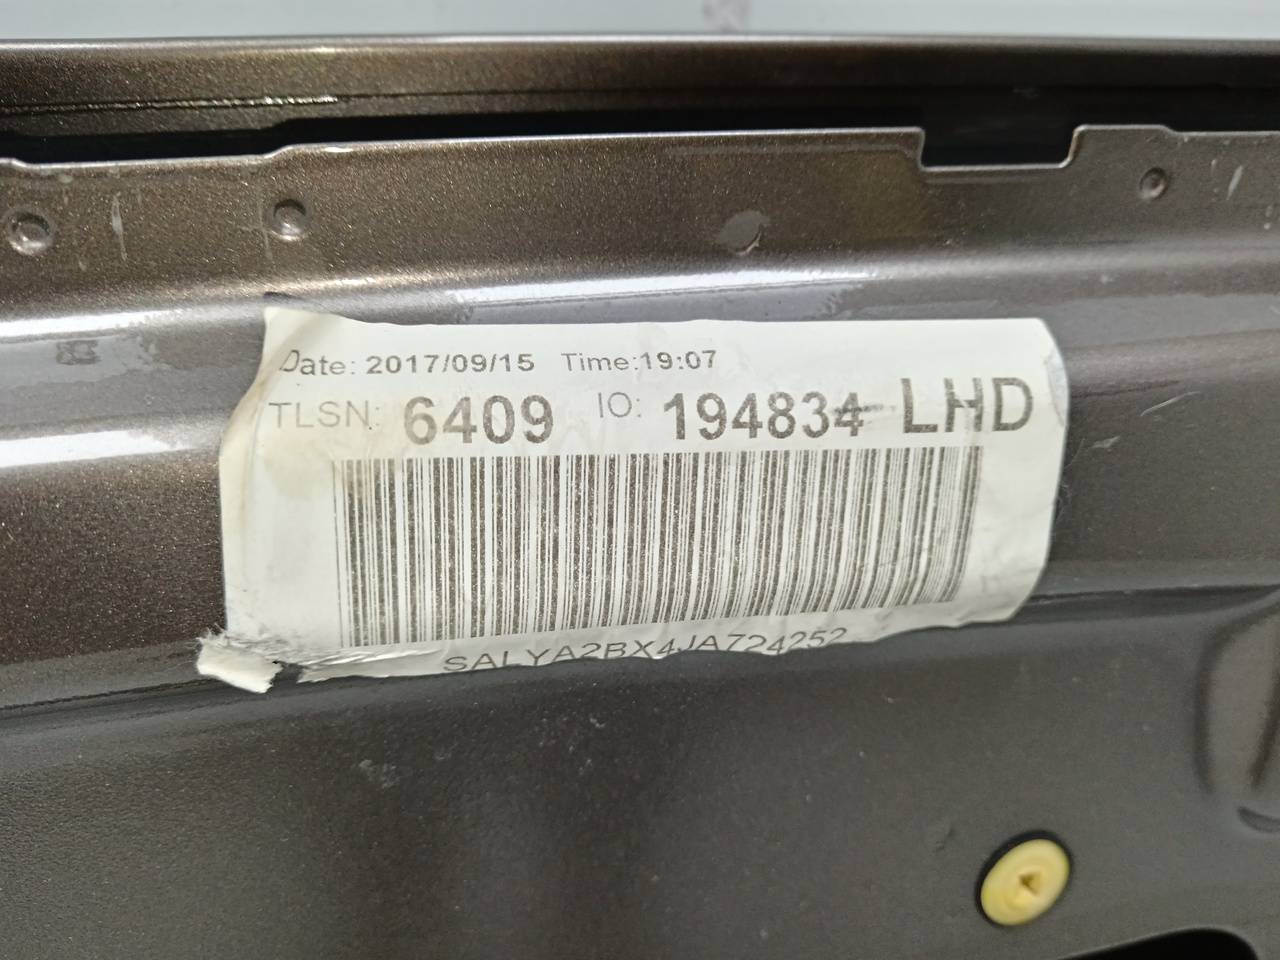 Date: 2017/09/15 Time:19:07
TLSN: 6409 IO: 194834 LHD
SALYA2BX4JA724252